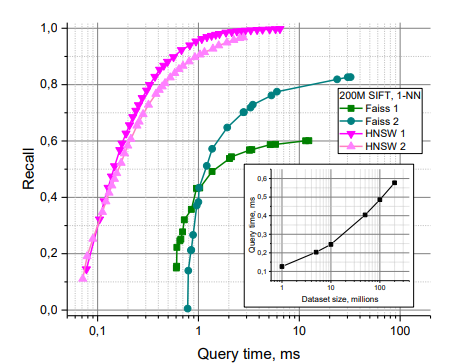 1,0
0,8
0,6
0,4
0,2
0,0
Recall
0,1
1
10
100
Query time, ms
200M SIFT, 1-NN
Faiss 1
Faiss 2
HNSW 1
HNSW 2
0,6
0,5
0,4
0,3
0,2
0,1
Query time, ms
1
10
100
Dataset size, millions